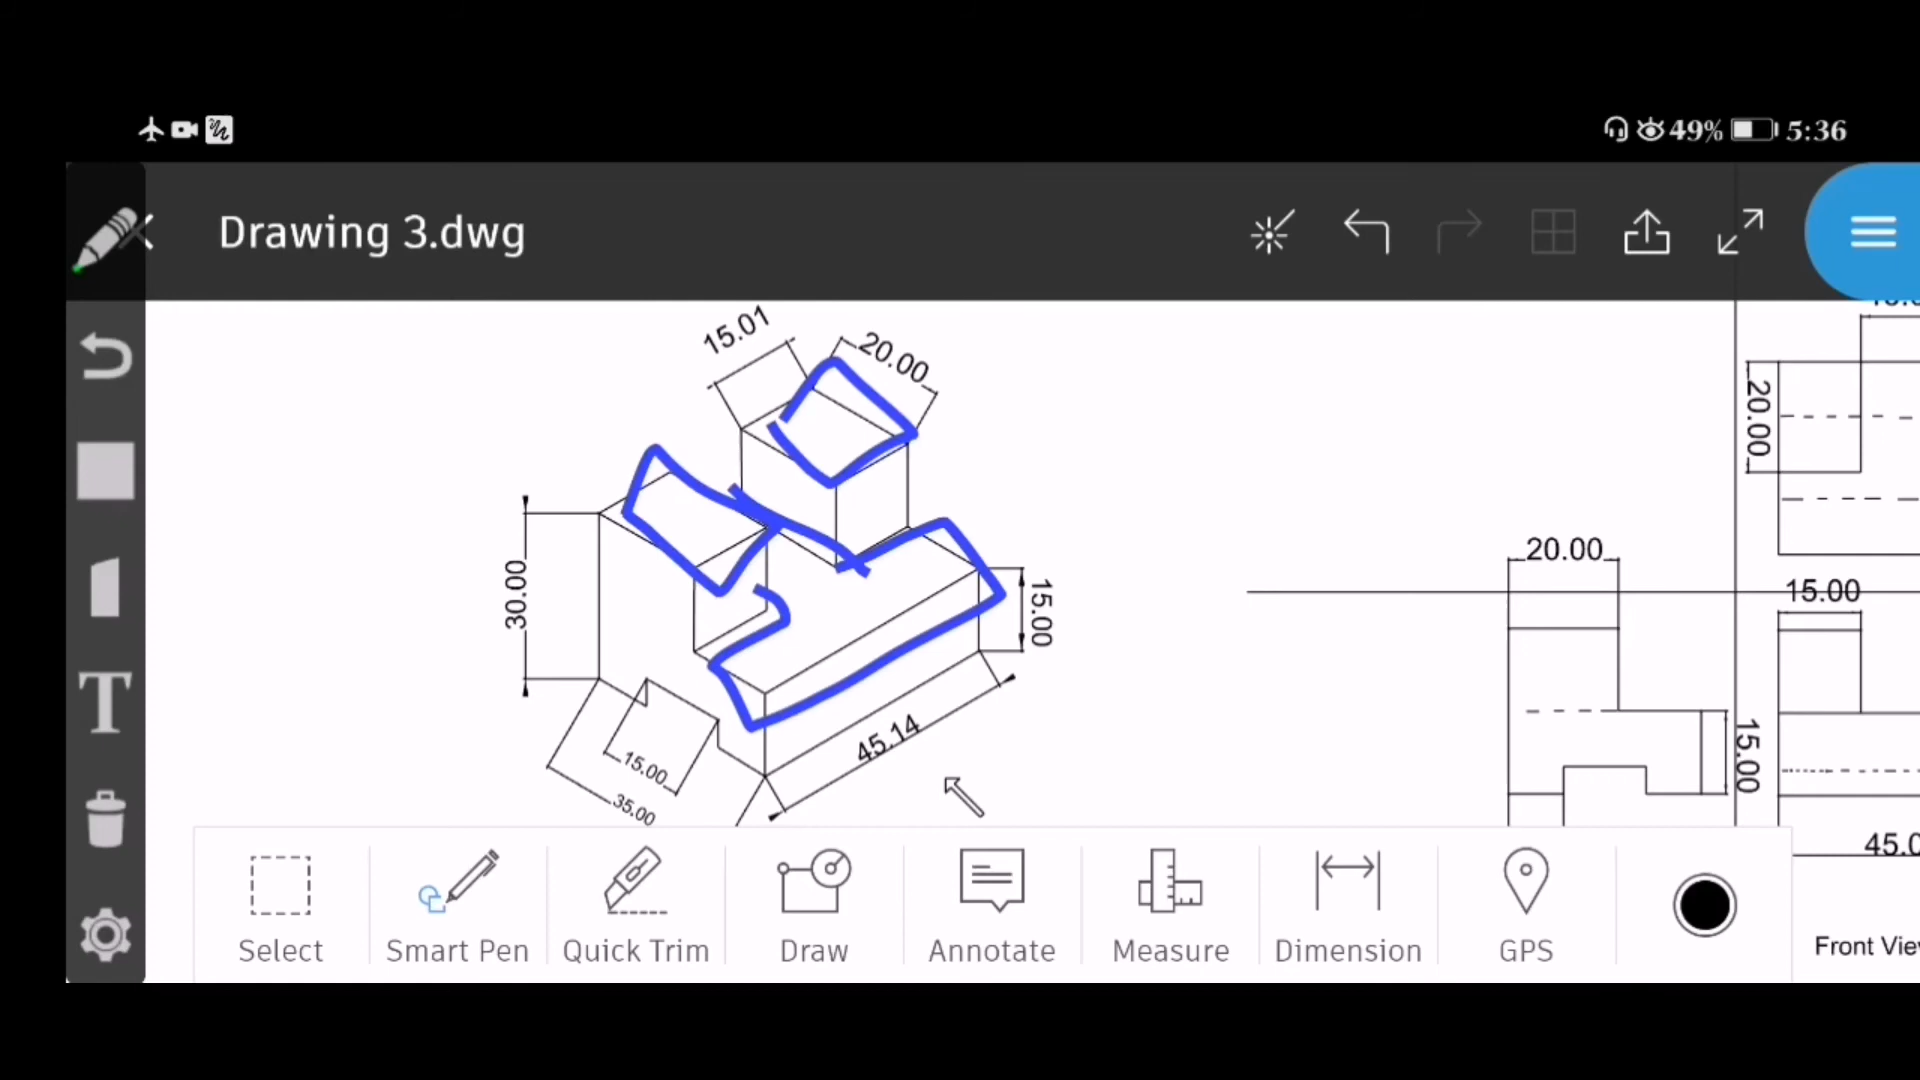 49% 5:36
Drawing 3.dwg
15.01
20.00
30.00
15.00
45.14
15.00
35.00
20.00
20.00
15.00
15.00
Select
Smart Pen
Quick Trim
Draw
Annotate
Measure
Dimension
GPS
T
Front Vie